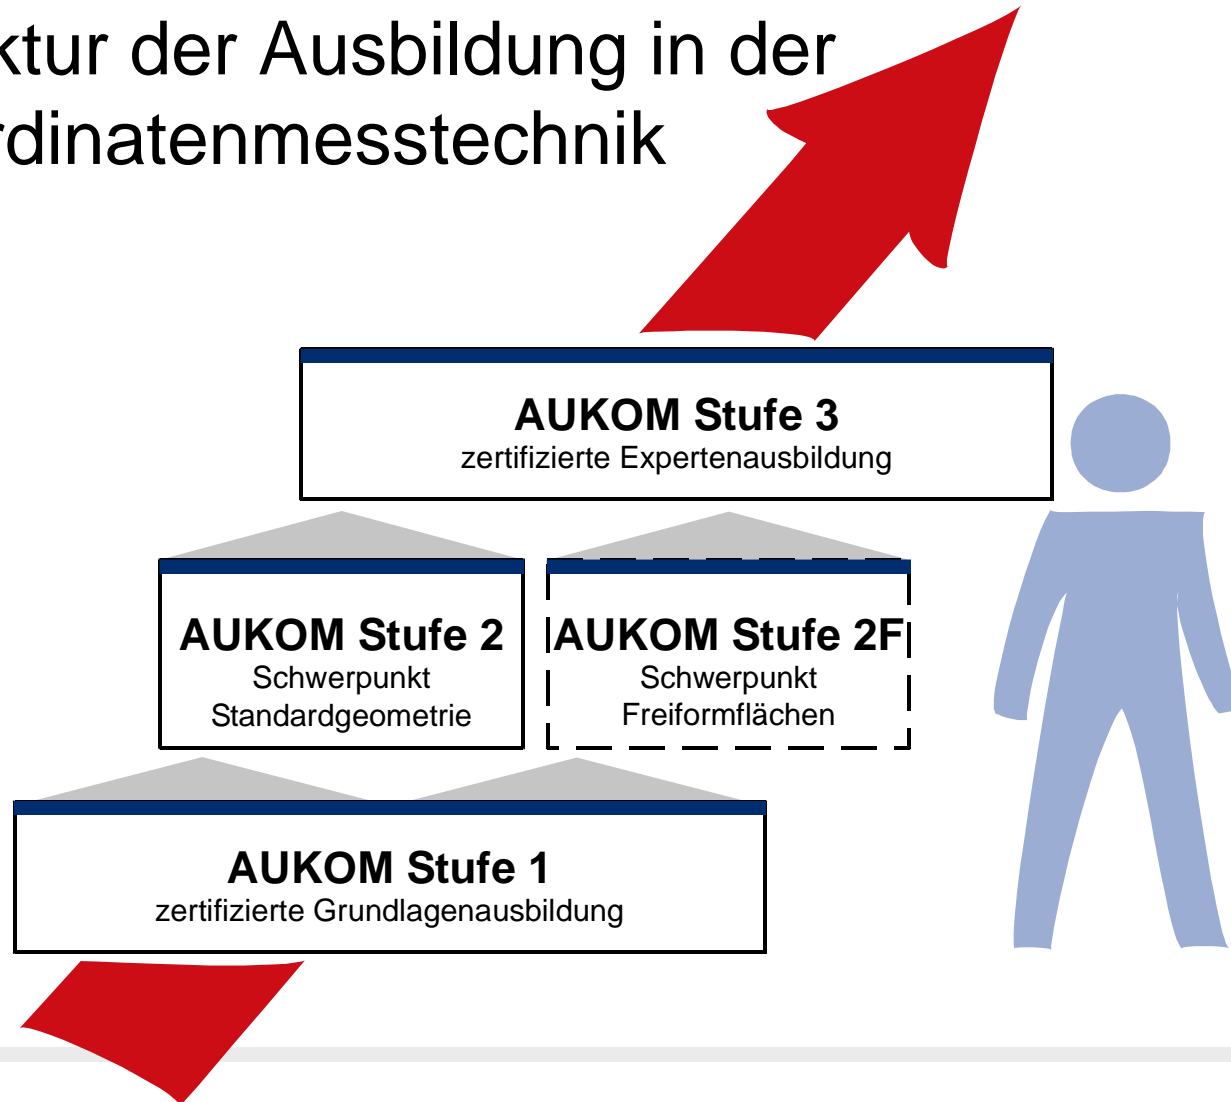 ktur der Ausbildung in der
rdinatenmesstechnik
AUKOM Stufe 3
zertifizierte Expertenausbildung
AUKOM Stufe 2
Schwerpunkt
Standardgeometrie
AUKOM Stufe 2F
Schwerpunkt
Freiformflächen
AUKOM Stufe 1
zertifizierte Grundlagenausbildung